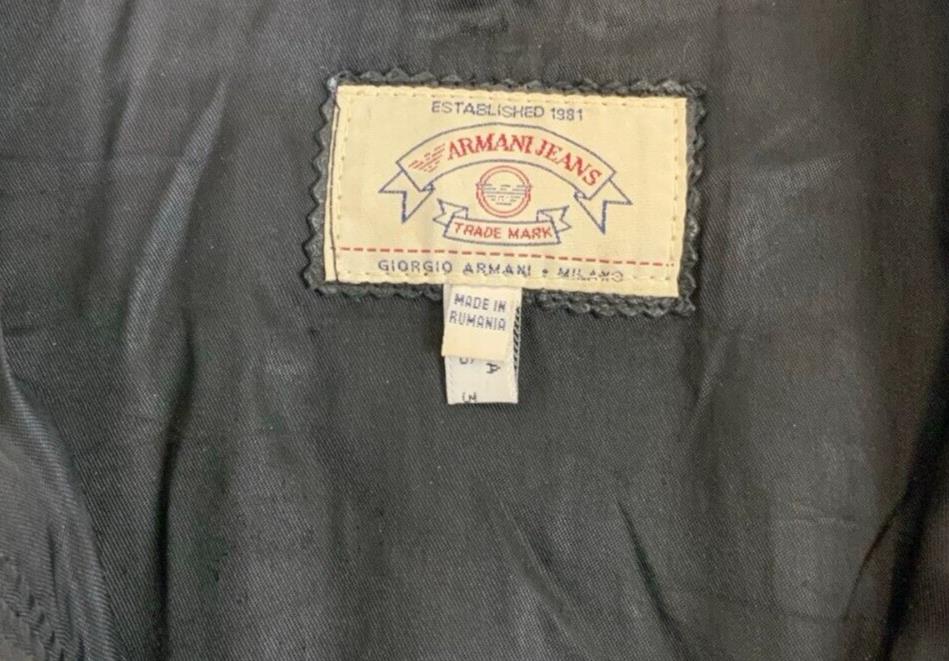 ESTABLISHED 1981
ARMANI JEANS
TRADE MARK
GIORGIO ARMANI • MILANO
MADE IN
RUMANIA
A